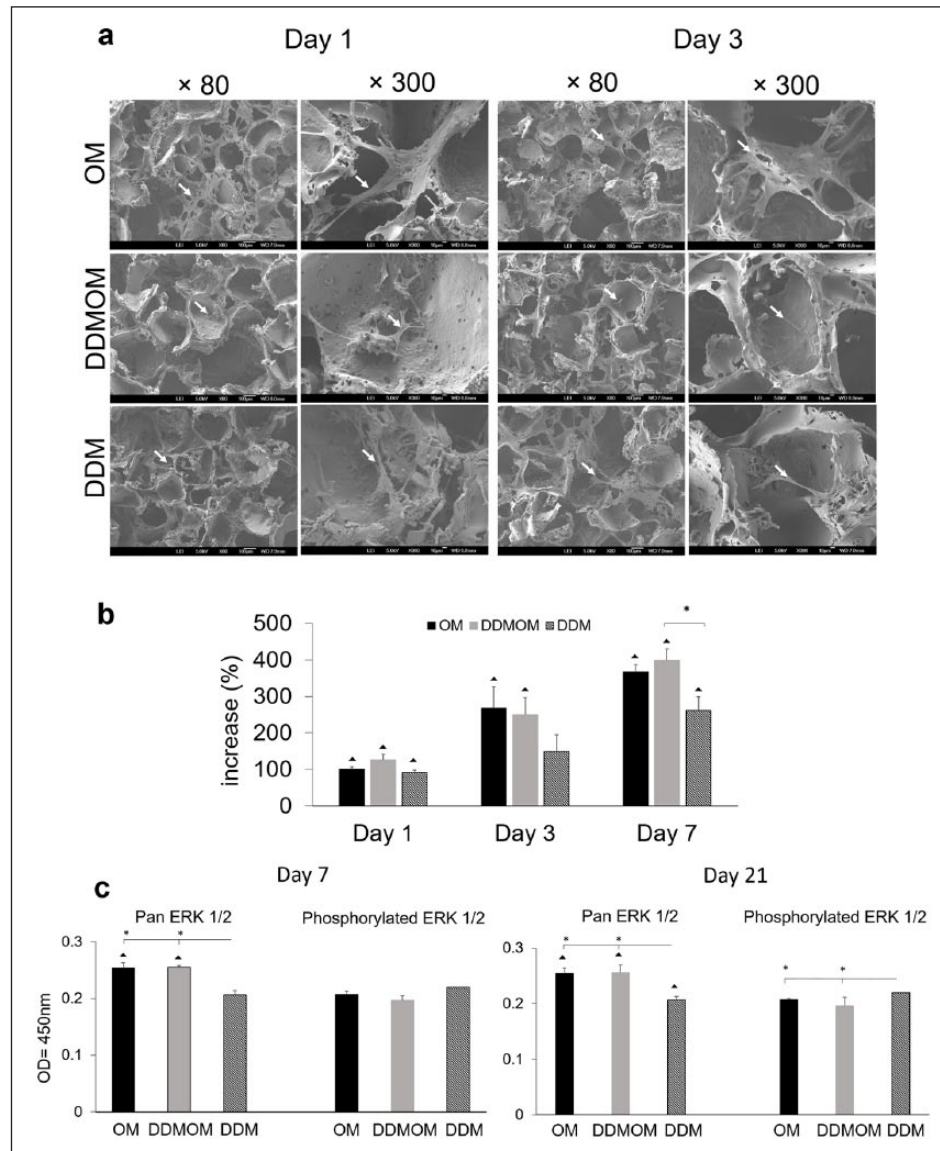 a
Day 1 Day 3
× 80 × 300 × 80 × 300
OM
DDMOM
DDM
b
OM DDMOM DDM
*
increase (%)
500
400
300
200
100
0
Day 1 Day 3 Day 7
c
Day 7 Day 21
Pan ERK 1/2 Phosphorylated ERK 1/2 Pan ERK 1/2 Phosphorylated ERK 1/2
* * * * * *
OD= 450nm
0.3 0.3
0.2 0.2
0.1 0.1
0 0
OM DDMOM DDM OM DDMOM DDM OM DDMOM DDM OM DDMOM DDM